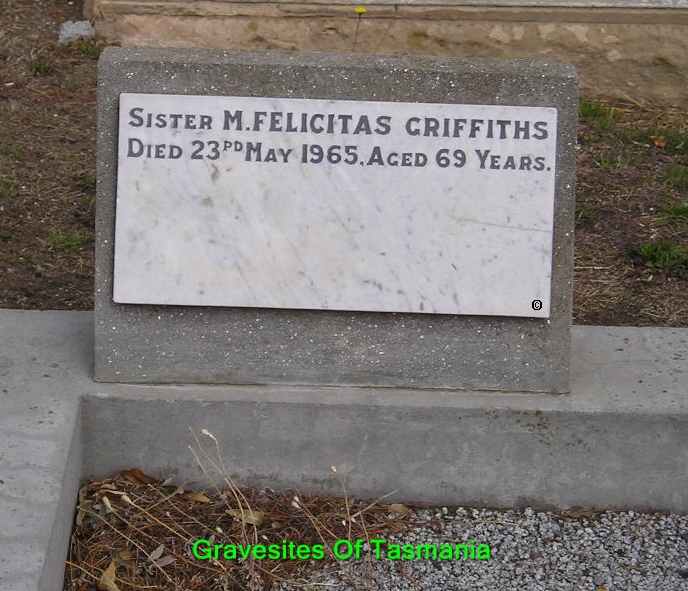 Sister M.FELICITAS GRIFFITHS
Died 23RD May 1965, Aged 69 Years.
©
Gravesites Of Tasmania